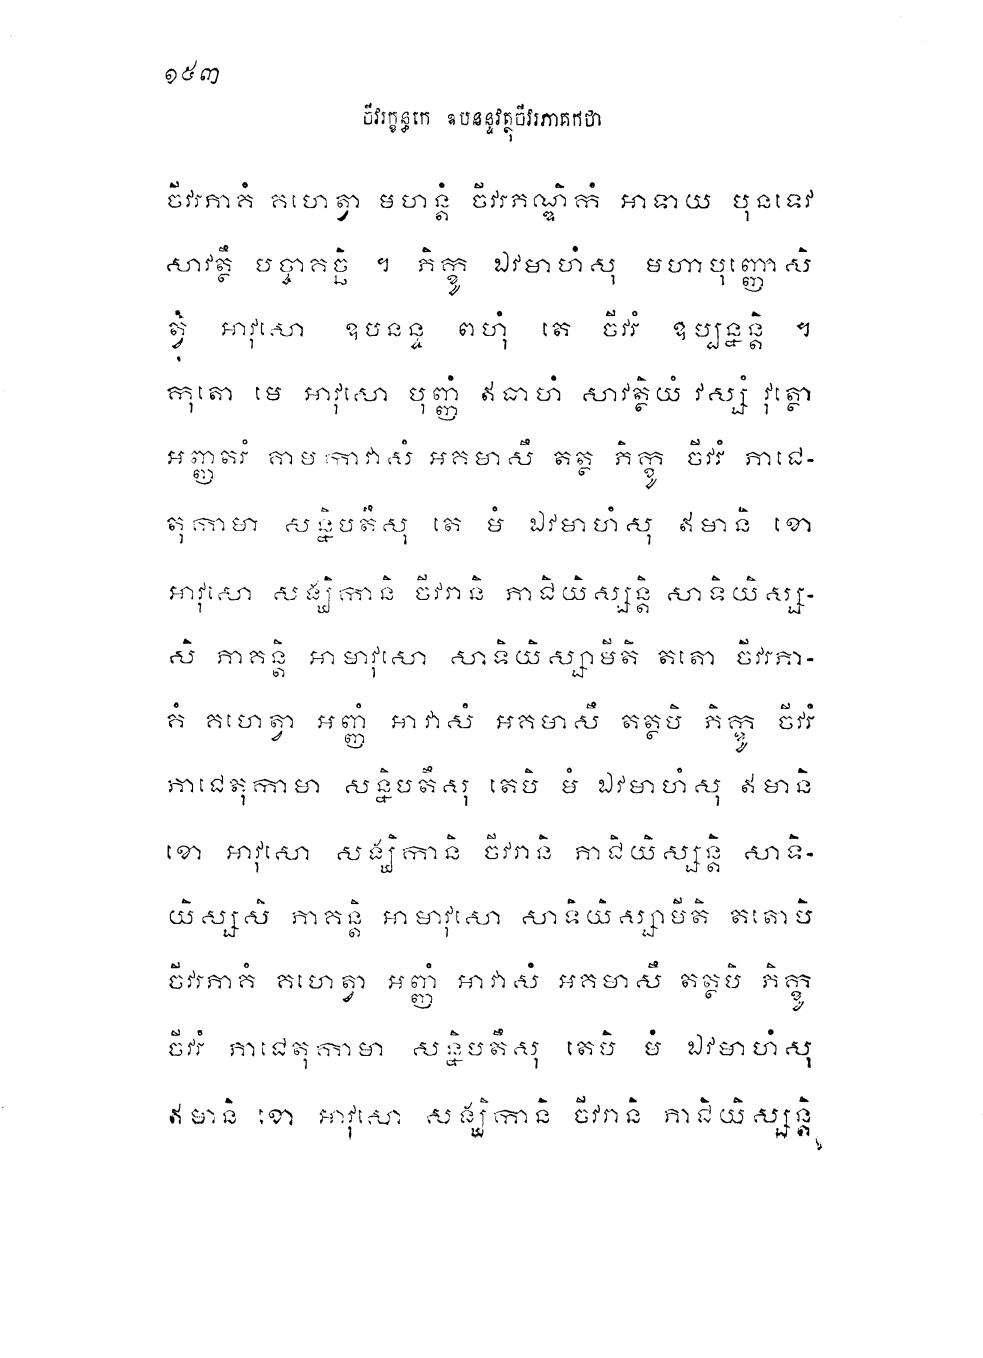 ១៥៣
ចីវរក្ខន្ធកេ ឧបនន្ទវត្ថុចីវរភាគកថា
ចីវរភាគំ គហេត្វា មហន្តំ ចីវរភណ្ឌិកំ អាទាយ បុនទេវ
សាវត្ថឹ បច្ចាគច្ឆិ ។ ភិក្ខូ ឯវមាហំសុ មហាបុញ្ញោសិ
ត្វំ អាវុសោ ឧបនន្ទ ពហុំ តេ ចីវរំ ឧប្បន្នន្តិ ។
កុតោ មេ អាវុសោ បុញ្ញំ ឥធាហំ សាវត្ថិយំ វស្សំ វុត្ថោ
អញ្ញតរំ គាមកាវាសំ អគមាសឹ តត្ថ ភិក្ខូ ចីវរំ ភាជេ-
តុកាមា សន្និបតឹសុ តេ មំ ឯវមាហំសុ ឥមានិ ខោ
អាវុសោ សង្ឃិកានិ ចីវរានិ ភាជិយិស្សន្តិ សាទិយិស្ស-
សិ ភាគន្តិ អាមាវុសោ សាទិយិស្សាមីតិ តតោ ចីវរភា-
គំ គហេត្វា អញ្ញំ អាវាសំ អគមាសឹ តត្ថបិ ភិក្ខូ ចីវរំ
ភាជេតុកាមា សន្និបតឹសុ តេបិ មំ ឯវមាហំសុ ឥមានិ
ខោ អាវុសោ សង្ឃិកានិ ចីវរានិ ភាជិយិស្សន្តិ សាទិ-
យិស្សសិ ភាគន្តិ អាមាវុសោ សាទិយិស្សាមីតិ តតោបិ
ចីវរភាគំ គហេត្វា អញ្ញំ អាវាសំ អគមាសឹ តត្ថបិ ភិក្ខូ
ចីវរំ ភាជេតុកាមា សន្និបតឹសុ តេបិ មំ ឯវមាហំសុ
ឥមានិ ខោ អាវុសោ សង្ឃិកានិ ចីវរានិ ភាជិយិស្សន្តិ